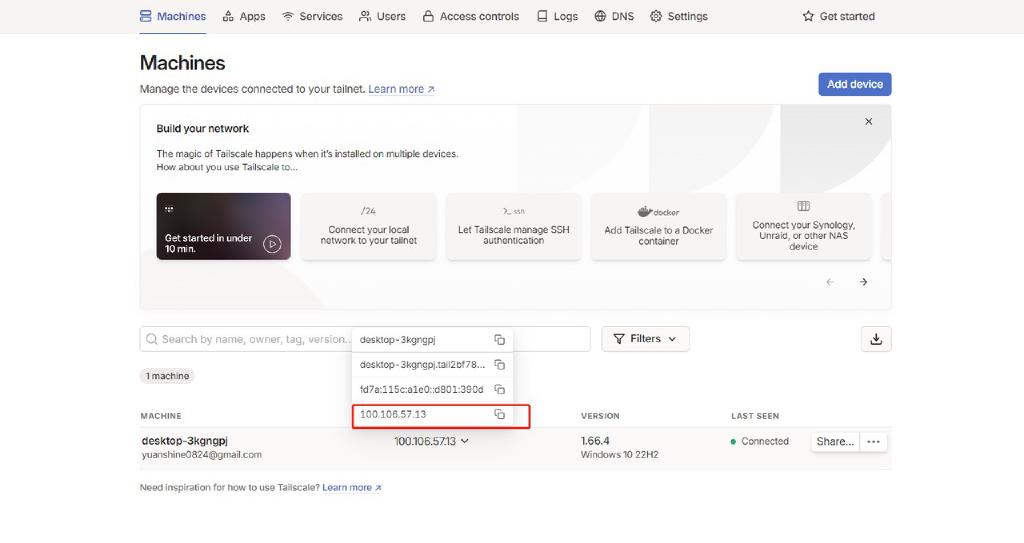 Machines
Apps
Services
Users
Access controls
Logs
DNS
Settings
Get started
Machines
Manage the devices connected to your tailnet. Learn more ↗
Add device
Build your network
The magic of Tailscale happens when it's installed on multiple devices.
How about you use Tailscale to...
Get started in under
10 min.
/24
Connect your local
network to your tailnet
>_ ssh
Let Tailscale manage SSH
authentication
docker
Add Tailscale to a Docker
container
Connect your Synology,
Unraid, or other NAS
device
Search by name, owner, tag, version...
Filters
desktop-3kgngpj
desktop-3kgngpj.tail2bf78...
fd7a:115c:a1e0::d801:390d
100.106.57.13
1 machine
MACHINE
VERSION
LAST SEEN
desktop-3kgngpj
yuanshine0824@gmail.com
100.106.57.13
1.66.4
Windows 10 22H2
Connected
Share...
Need inspiration for how to use Tailscale? Learn more ↗